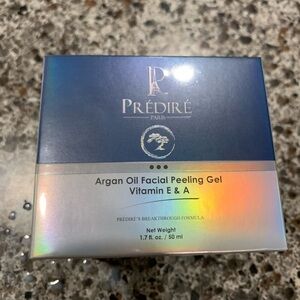 PA
PRÉDIRÉ
PARIS
Argan Oil Facial Peeling Gel
Vitamin E & A
PRÉDIRÉ'S BREAKTHROUGH FORMULA
Net Weight
1.7 fl. oz. / 50 ml